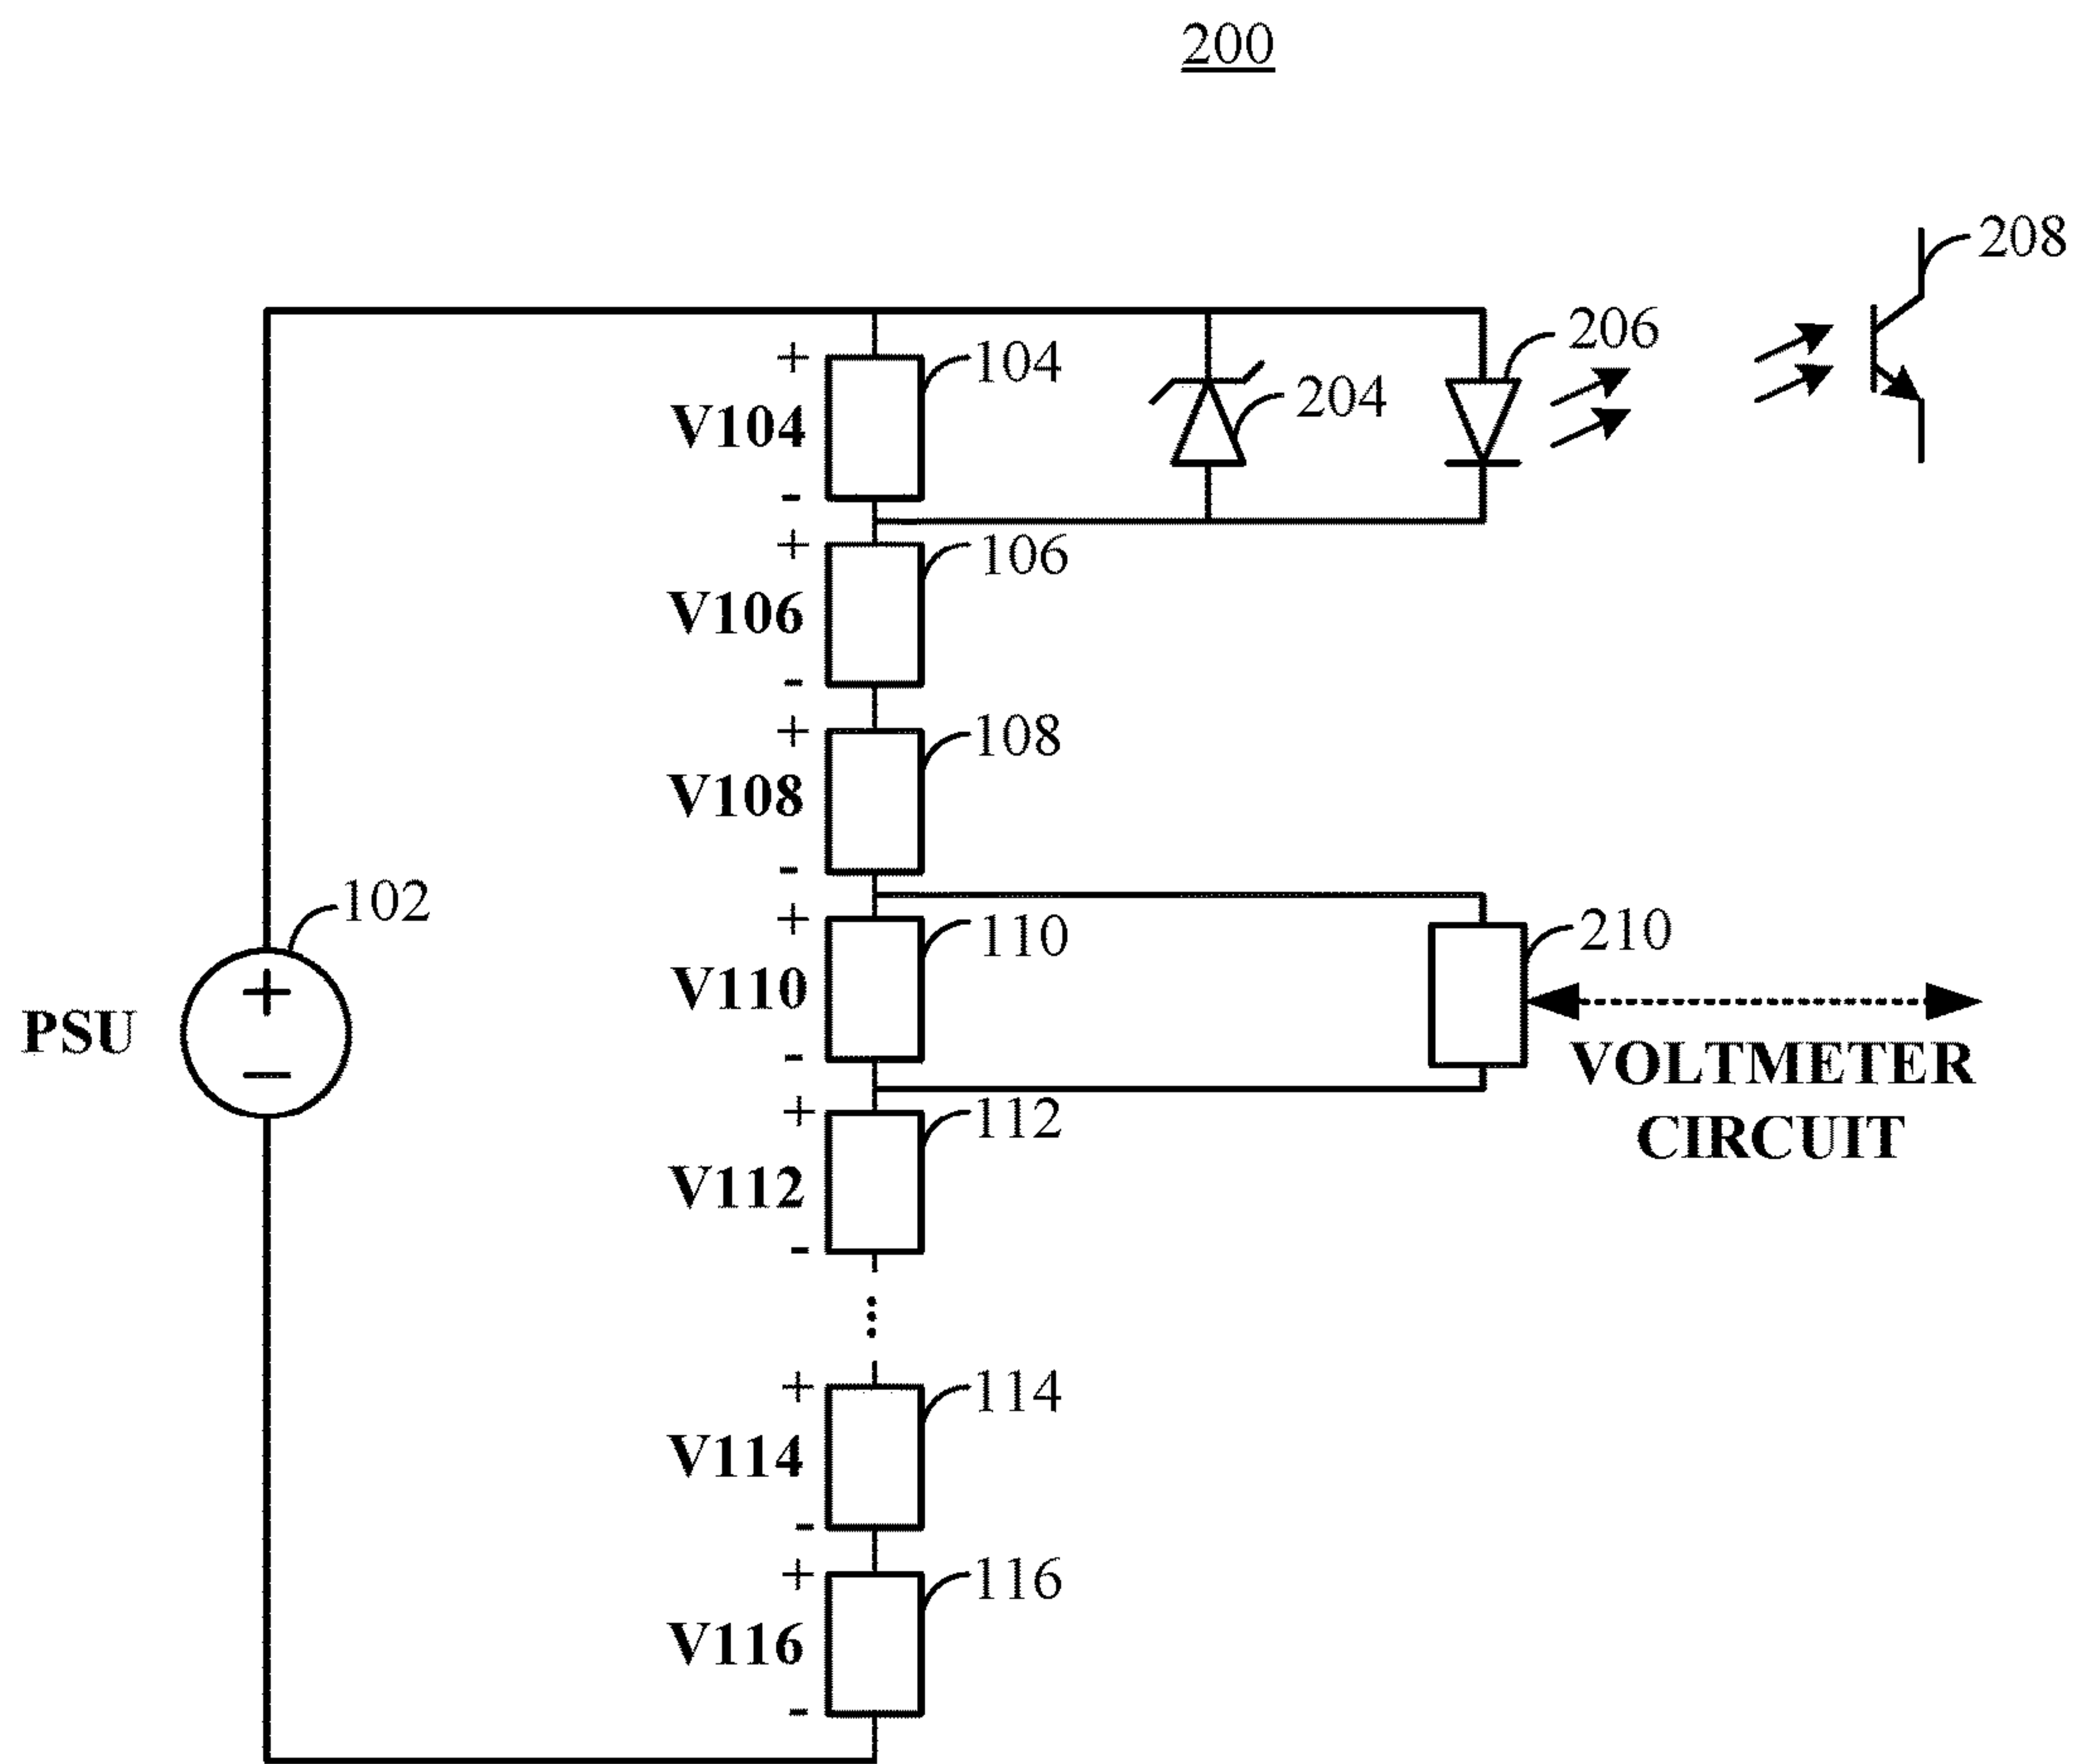 200
208
206
+
104
204
V104
-
+
106
V106
-
+
108
V108
-
102
+
110
210
V110
+
PSU
-
–
VOLTMETER
CIRCUIT
+
112
V112
-
+
114
V114
-
+
116
V116
-